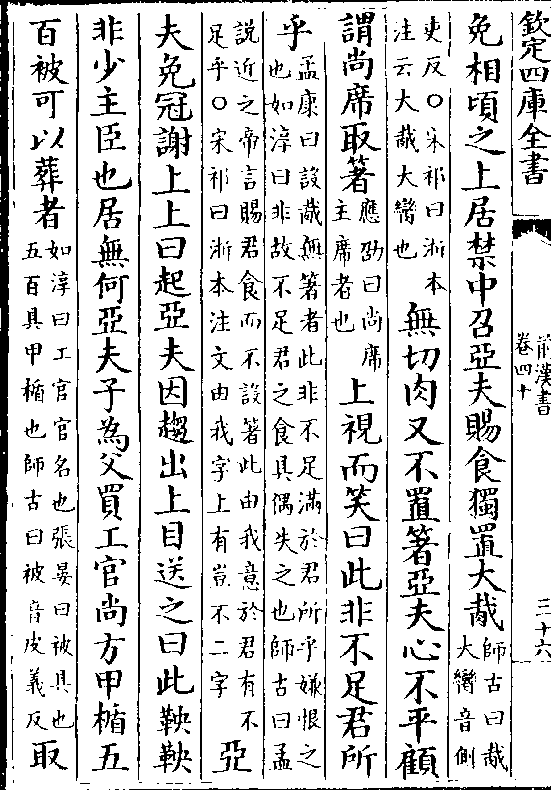 欽定四庫全書
前漢書
卷四十
三十六
免相頃之上居禁中召亞夫賜食獨置大胾師古曰胾
大臠音側
吏反○宋祁曰浙本
注云大胾大臠也無切肉又不置箸亞夫心不平顧
謂尚席取箸應劭曰尚席
主席者也上視而笑曰此非不足君所
乎孟康曰設胾無箸者此非不足滿於君所乎嫌恨之
也如淳曰非故不足君之食具偶失之也師古曰孟
說近之帝言賜君食而不設箸此由我意於君有不
足乎○宋祁曰浙本注文由我字上有豈不二字亞
夫免冠謝上上曰起亞夫因趨出上目送之曰此鞅鞅
非少主臣也居無何亞夫子為父買工官尚方甲楯五
百被可以葬者如淳曰工官官名也張晏曰被具也
五百具甲楯也師古曰被音皮義反取